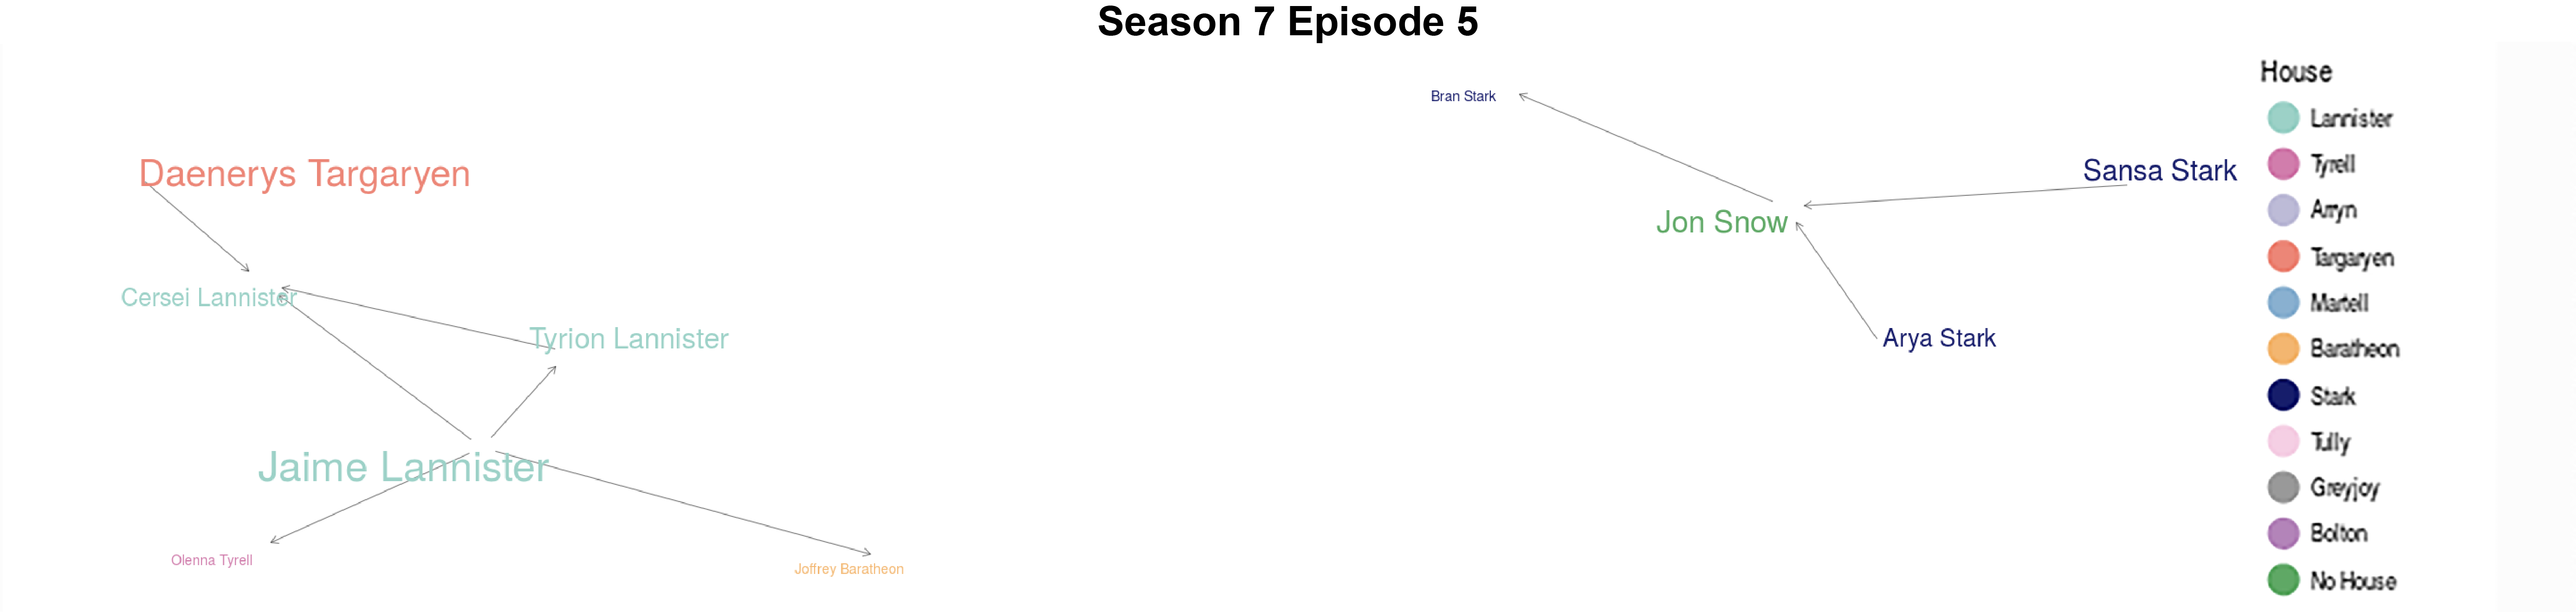 Season 7 Episode 5
Bran Stark
Daenerys Targaryen
Sansa Stark
Jon Snow
Cersei Lannister
Tyrion Lannister
Arya Stark
Jaime Lannister
Olenna Tyrell
Joffrey Baratheon
House
Lannister
Tyrell
Arryn
Targaryen
Martell
Baratheon
Stark
Tully
Greyjoy
Bolton
No House